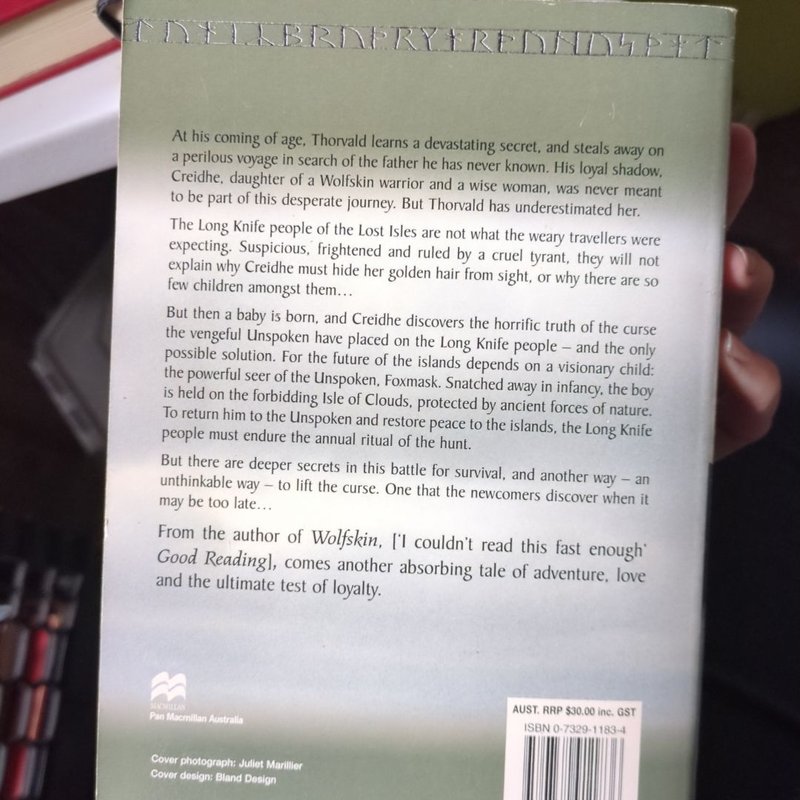 At his coming of age, Thorvald learns a devastating secret, and steals away on
a perilous voyage in search of the father he has never known. His loyal shadow,
Creidhe, daughter of a Wolfskin warrior and a wise woman, was never meant
to be part of this desperate journey. But Thorvald has underestimated her.
The Long Knife people of the Lost Isles are not what the weary travellers were
expecting. Suspicious, frightened and ruled by a cruel tyrant, they will not
explain why Creidhe must hide her golden hair from sight, or why there are so
few children amongst them…
But then a baby is born, and Creidhe discovers the horrific truth of the curse
the vengeful Unspoken have placed on the Long Knife people – and the only
possible solution. For the future of the islands depends on a visionary child:
the powerful seer of the Unspoken, Foxmask. Snatched away in infancy, the boy
is held on the forbidding Isle of Clouds, protected by ancient forces of nature.
To return him to the Unspoken and restore peace to the islands, the Long Knife
people must endure the annual ritual of the hunt.
But there are deeper secrets in this battle for survival, and another way – an
unthinkable way – to lift the curse. One that the newcomers discover when it
may be too late…
From the author of Wolfskin, ['I couldn't read this fast enough'
Good Reading], comes another absorbing tale of adventure, love
and the ultimate test of loyalty.
MACMILLAN
Pan Macmillan Australia
AUST. RRP $30.00 inc. GST
ISBN 0-7329-1183-4
Cover photograph: Juliet Marillier
Cover design: Bland Design